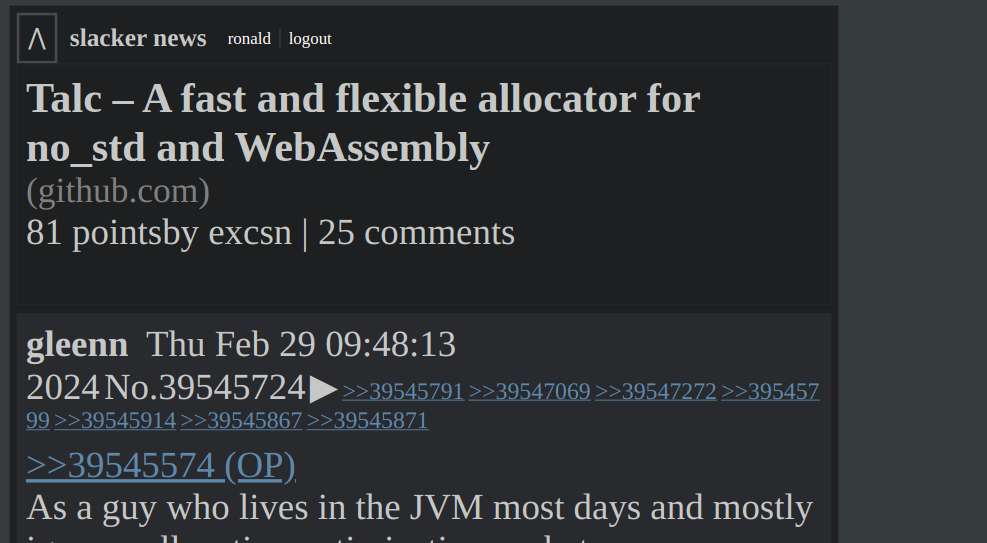 Λ slacker news ronald | logout
Talc – A fast and flexible allocator for
no_std and WebAssembly
(github.com)
81 pointsby excsn | 25 comments
gleenn Thu Feb 29 09:48:13
2024 No.39545724▶ >>39545791 >>39547069 >>39547272 >>395457
99 >>39545914 >>39545867 >>39545871
>>39545574 (OP)
As a guy who lives in the JVM most days and mostly